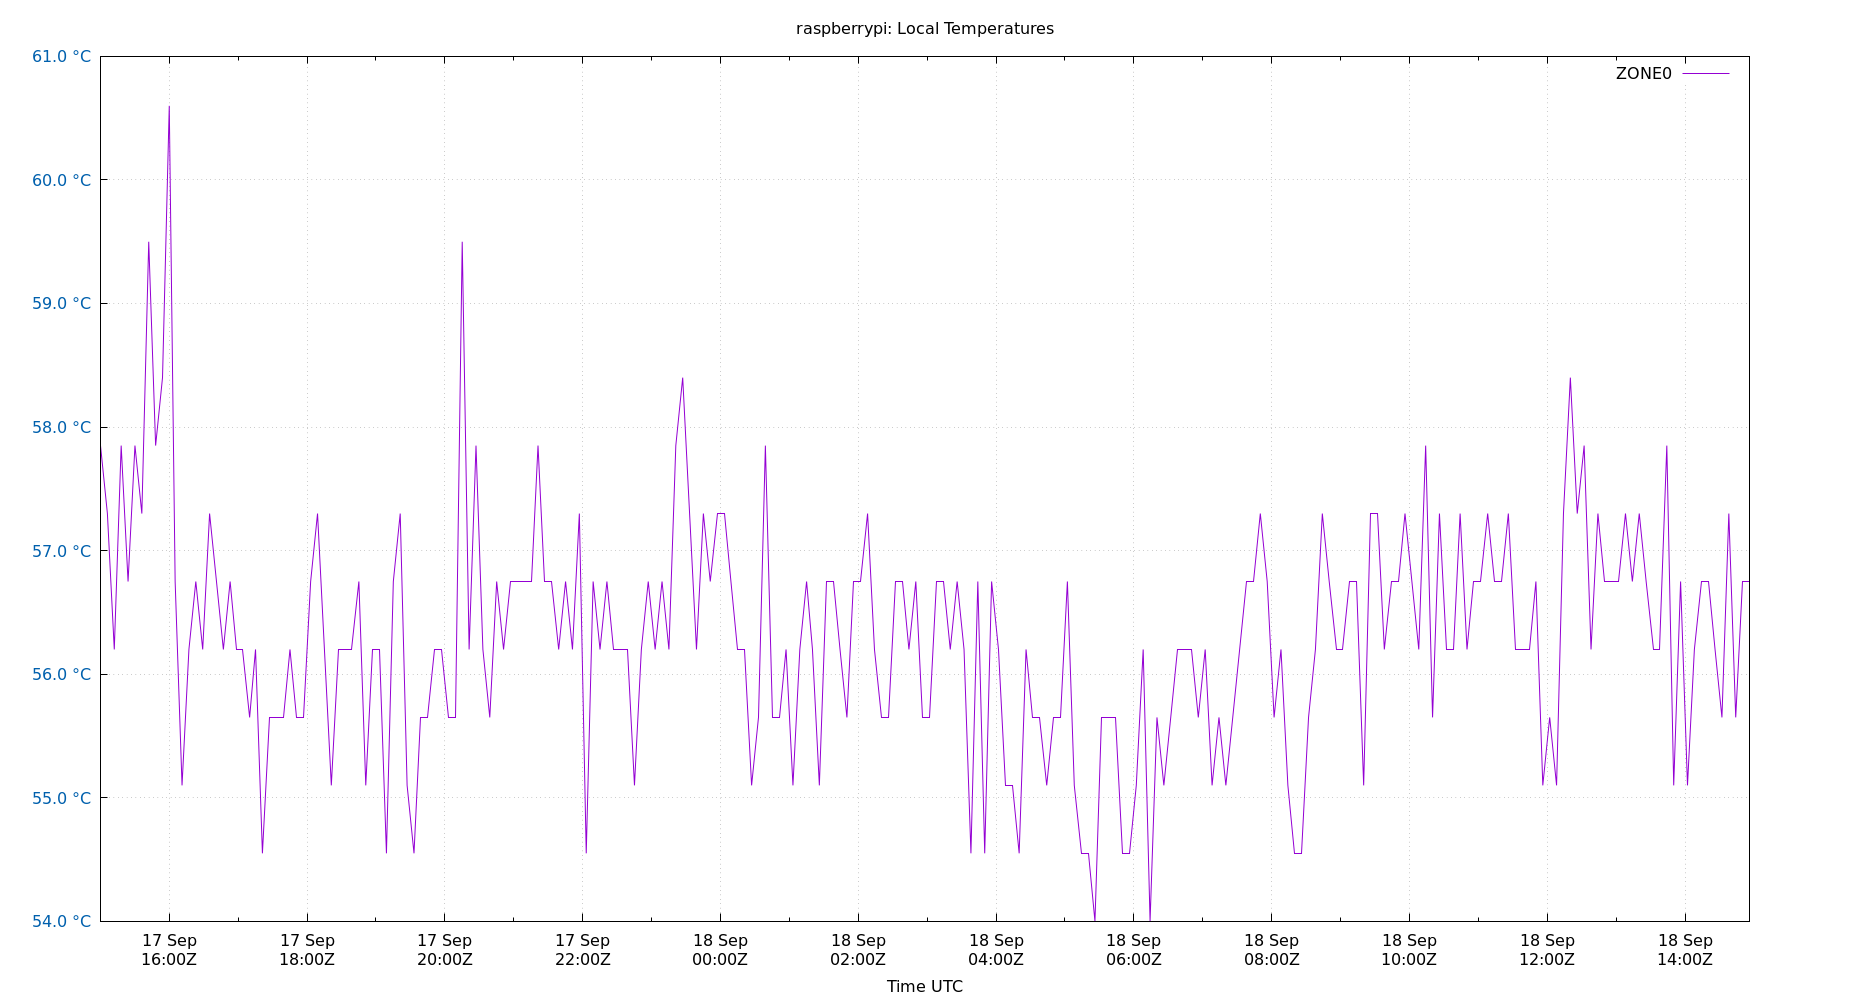 raspberrypi: Local Temperatures
61.0 °C
ZONE0
60.0 °C
59.0 °C
58.0 °C
57.0 °C
56.0 °C
55.0 °C
54.0 °C
17 Sep 17 Sep 17 Sep 17 Sep 18 Sep 18 Sep 18 Sep 18 Sep 18 Sep 18 Sep 18 Sep 18 Sep
16:00Z 18:00Z 20:00Z 22:00Z 00:00Z 02:00Z 04:00Z 06:00Z 08:00Z 10:00Z 12:00Z 14:00Z
Time UTC